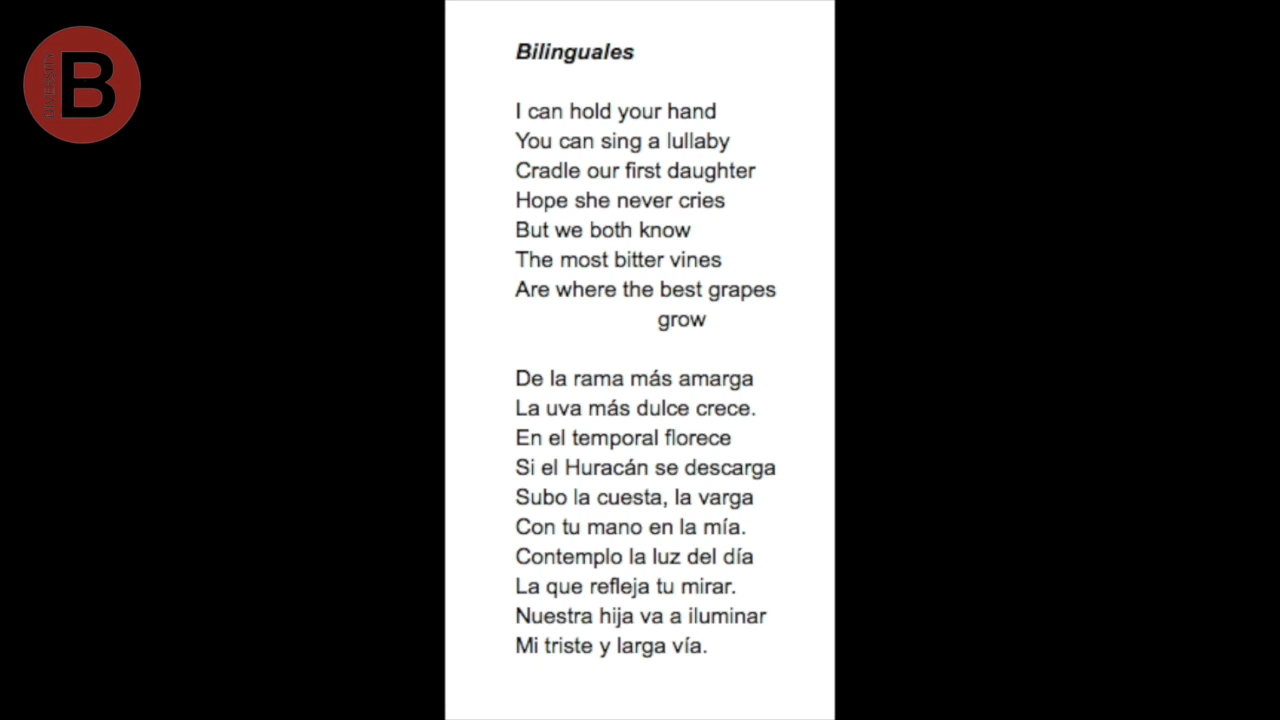 B
Bilinguales
I can hold your hand
You can sing a lullaby
Cradle our first daughter
Hope she never cries
But we both know
The most bitter vines
Are where the best grapes
grow
De la rama más amarga
La uva más dulce crece.
En el temporal florece
Si el Huracán se descarga
Subo la cuesta, la varga
Con tu mano en la mía.
Contemplo la luz del día
La que refleja tu mirar.
Nuestra hija va a iluminar
Mi triste y larga vía.